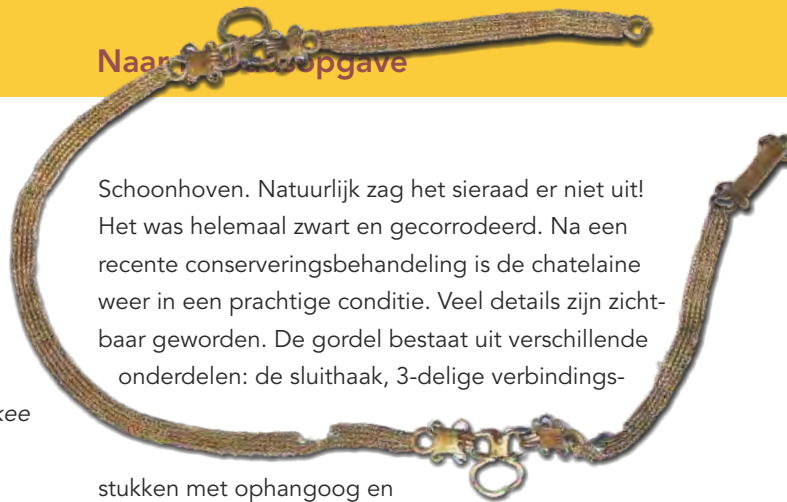 Naar opgave
Schoonhoven. Natuurlijk zag het sieraad er niet uit!
Het was helemaal zwart en gecorrodeerd. Na een
recente conserveringsbehandeling is de chatelaine
weer in een prachtige conditie. Veel details zijn zicht-
baar geworden. De gordel bestaat uit verschillende
onderdelen: de sluithaak, 3-delige verbindings-
stukken met ophangoog en